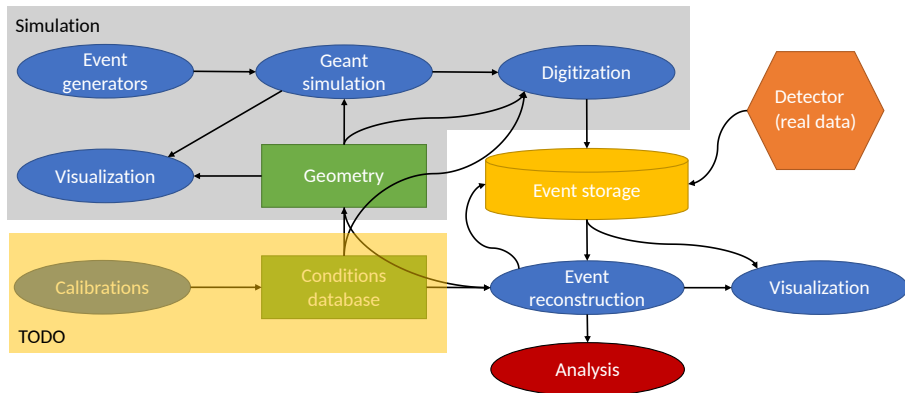 Simulation
Event
generators
Geant
simulation
Digitization
Detector
(real data)
Visualization
Geometry
Event storage
Calibrations
Conditions
database
Event
reconstruction
Visualization
TODO
Analysis